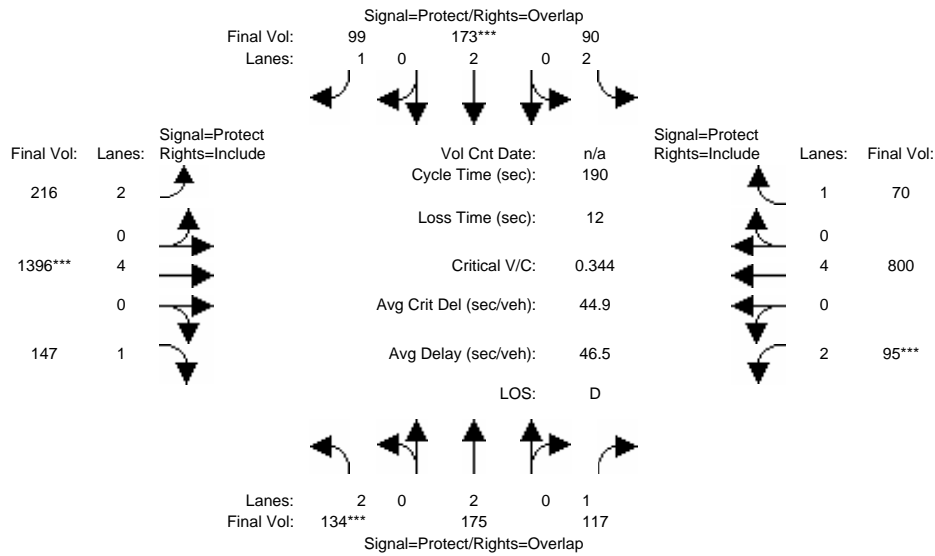 Signal=Protect/Rights=Overlap
Final Vol: 99 173*** 90
Lanes: 1 0 2 0 2
Signal=Protect
Final Vol: Lanes: Rights=Include
Vol Cnt Date: n/a
Signal=Protect
Rights=Include Lanes: Final Vol:
Cycle Time (sec): 190
216 2
1 70
Loss Time (sec): 12
0
0
1396*** 4
Critical V/C: 0.344
4 800
0
Avg Crit Del (sec/veh): 44.9
0
147 1
Avg Delay (sec/veh): 46.5
2 95***
LOS: D
Lanes: 2 0 2 0 1
Final Vol: 134*** 175 117
Signal=Protect/Rights=Overlap